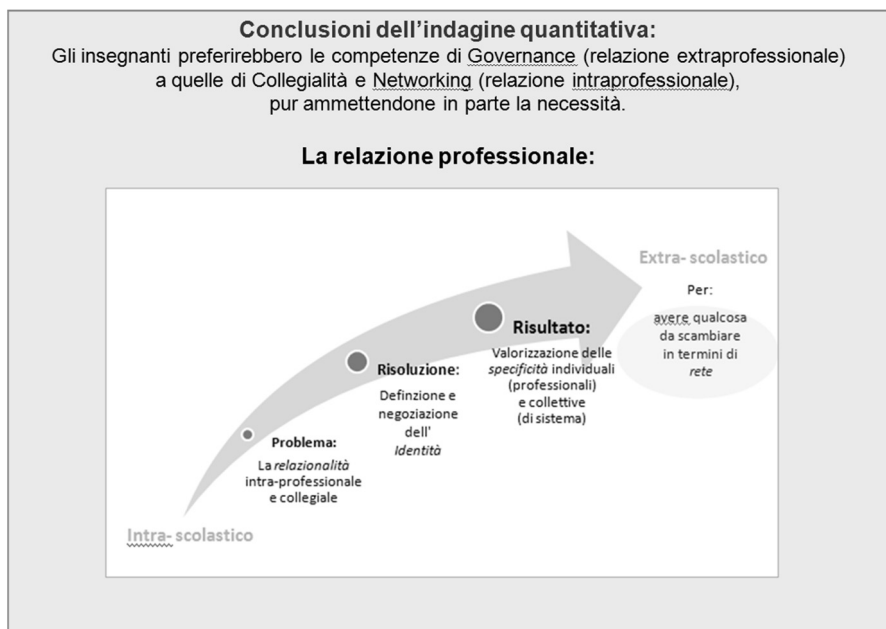 Conclusioni dell'indagine quantitativa:
Gli insegnanti preferirebbero le competenze di Governance (relazione extraprofessionale)
a quelle di Collegialità e Networking (relazione intraprofessionale),
pur ammettendone in parte la necessità.
La relazione professionale:
Intra- scolastico
Problema:
La relazionalità
intra-professionale
e collegiale
Risoluzione:
Definzione e
negoziazione
dell'
Identità
Risultato:
Valorizzazione delle
specificità individuali
(professionali)
e collettive
(di sistema)
Extra- scolastico
Per:
avere qualcosa
da scambiare
in termini di
rete